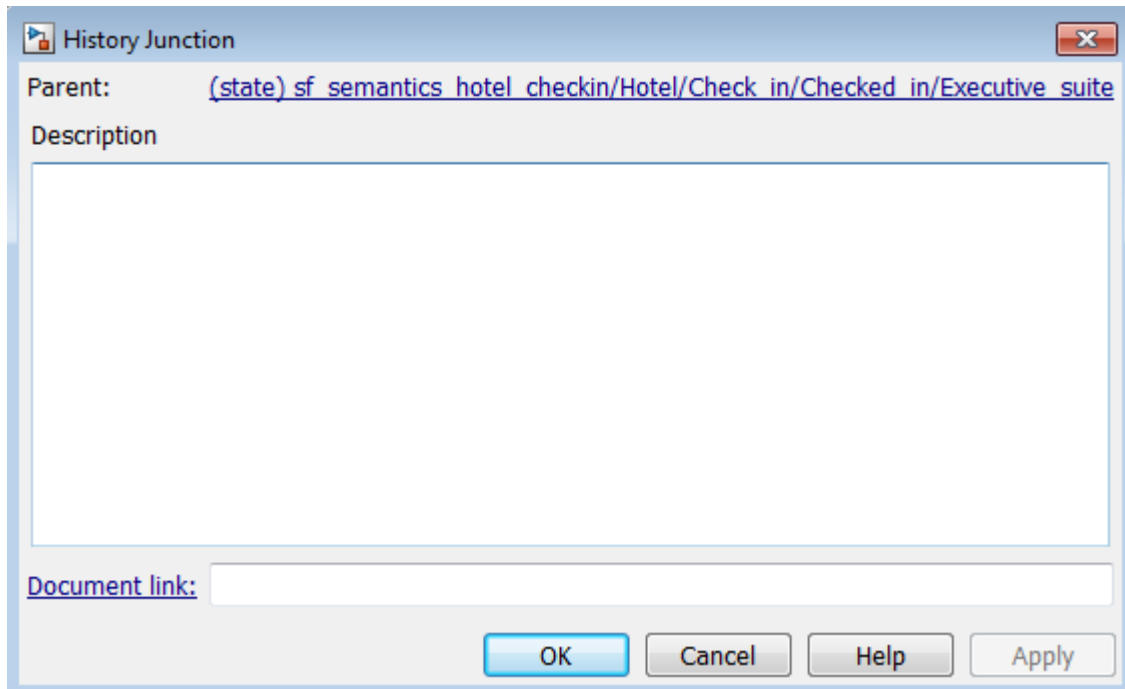 History Junction
Parent: (state) sf_semantics_hotel_checkin/Hotel/Check_in/Checked_in/Executive_suite
Description
Document link:
OK Cancel Help Apply